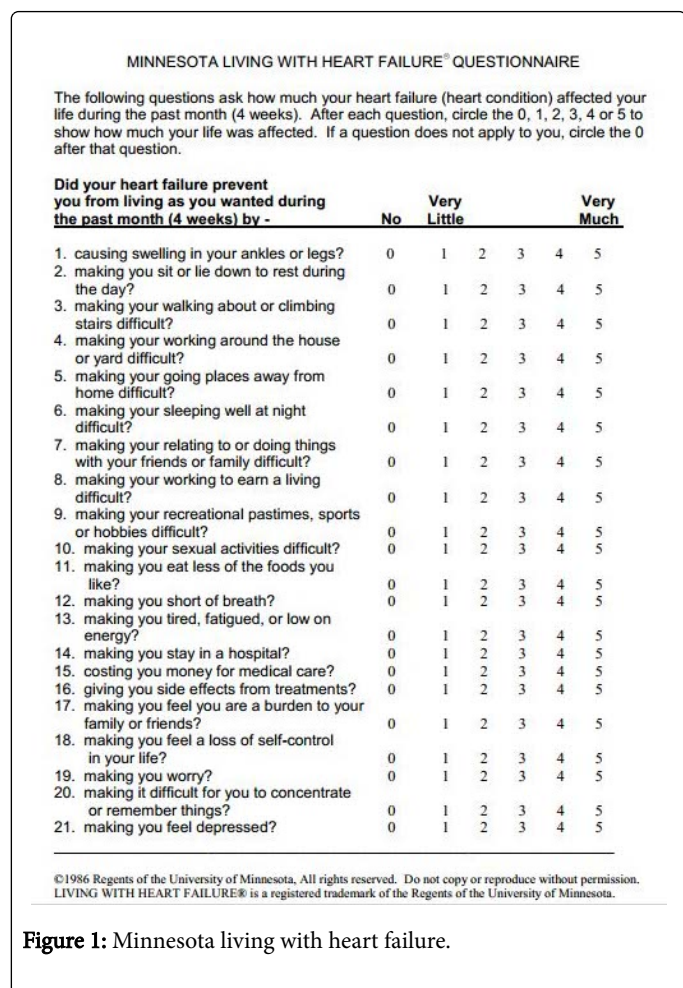 MINNESOTA LIVING WITH HEART FAILURE® QUESTIONNAIRE
The following questions ask how much your heart failure (heart condition) affected your
life during the past month (4 weeks). After each question, circle the 0, 1, 2, 3, 4 or 5 to
show how much your life was affected. If a question does not apply to you, circle the 0
after that question.
Did your heart failure prevent
you from living as you wanted during Very Very
the past month (4 weeks) by - No Little Much
1. causing swelling in your ankles or legs? 0 1 2 3 4 5
2. making you sit or lie down to rest during
the day? 0 1 2 3 4 5
3. making your walking about or climbing
stairs difficult? 0 1 2 3 4 5
4. making your working around the house
or yard difficult? 0 1 2 3 4 5
5. making your going places away from
home difficult? 0 1 2 3 4 5
6. making your sleeping well at night
difficult? 0 1 2 3 4 5
7. making your relating to or doing things
with your friends or family difficult? 0 1 2 3 4 5
8. making your working to earn a living
difficult? 0 1 2 3 4 5
9. making your recreational pastimes, sports
or hobbies difficult? 0 1 2 3 4 5
10. making your sexual activities difficult? 0 1 2 3 4 5
11. making you eat less of the foods you
like? 0 1 2 3 4 5
12. making you short of breath? 0 1 2 3 4 5
13. making you tired, fatigued, or low on
energy? 0 1 2 3 4 5
14. making you stay in a hospital? 0 1 2 3 4 5
15. costing you money for medical care? 0 1 2 3 4 5
16. giving you side effects from treatments? 0 1 2 3 4 5
17. making you feel you are a burden to your
family or friends? 0 1 2 3 4 5
18. making you feel a loss of self-control
in your life? 0 1 2 3 4 5
19. making you worry? 0 1 2 3 4 5
20. making it difficult for you to concentrate
or remember things? 0 1 2 3 4 5
21. making you feel depressed? 0 1 2 3 4 5
©1986 Regents of the University of Minnesota, All rights reserved. Do not copy or reproduce without permission.
LIVING WITH HEART FAILURE® is a registered trademark of the Regents of the University of Minnesota.
Figure 1: Minnesota living with heart failure.